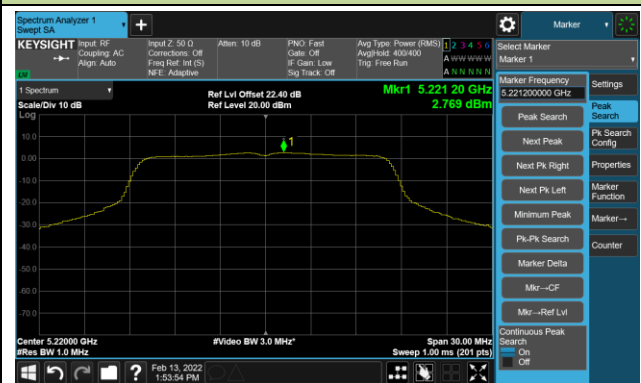 Spectrum Analyzer 1
Swept SA
Marker
KEYSIGHT
Input: RF
Coupling: AC
Align: Auto
Input Z: 50 Ω
Corrections: Off
Freq Ref: Int (S)
NFE: Adaptive
Atten: 10 dB
PNO: Fast
Gate: Off
IF Gain: Low
Sig Track: Off
Avg Type: Power (RMS)
Avg|Hold: 400/400
Trig: Free Run
1 2 3 4 5 6
A W W W W W
A N N N N N
LXI
Select Marker
Marker 1
1 Spectrum
Scale/Div 10 dB
Log
Ref Lvl Offset 22.40 dB
Ref Level 20.00 dBm
Mkr1 5.221 20 GHz
2.769 dBm
1
10.0
0.00
-10.0
-20.0
-30.0
-40.0
-50.0
-60.0
-70.0
Center 5.22000 GHz
#Res BW 1.0 MHz
#Video BW 3.0 MHz*
Span 30.00 MHz
Sweep 1.00 ms (201 pts)
Marker Frequency
5.221200000 GHz
Peak Search
Next Peak
Next Pk Right
Next Pk Left
Minimum Peak
Pk-Pk Search
Marker Delta
Mkr→CF
Mkr→Ref Lvl
Continuous Peak
Search
On
Off
Settings
Peak
Search
Pk Search
Config
Properties
Marker
Function
Marker→
Counter
?
Feb 13, 2022
1:53:54 PM